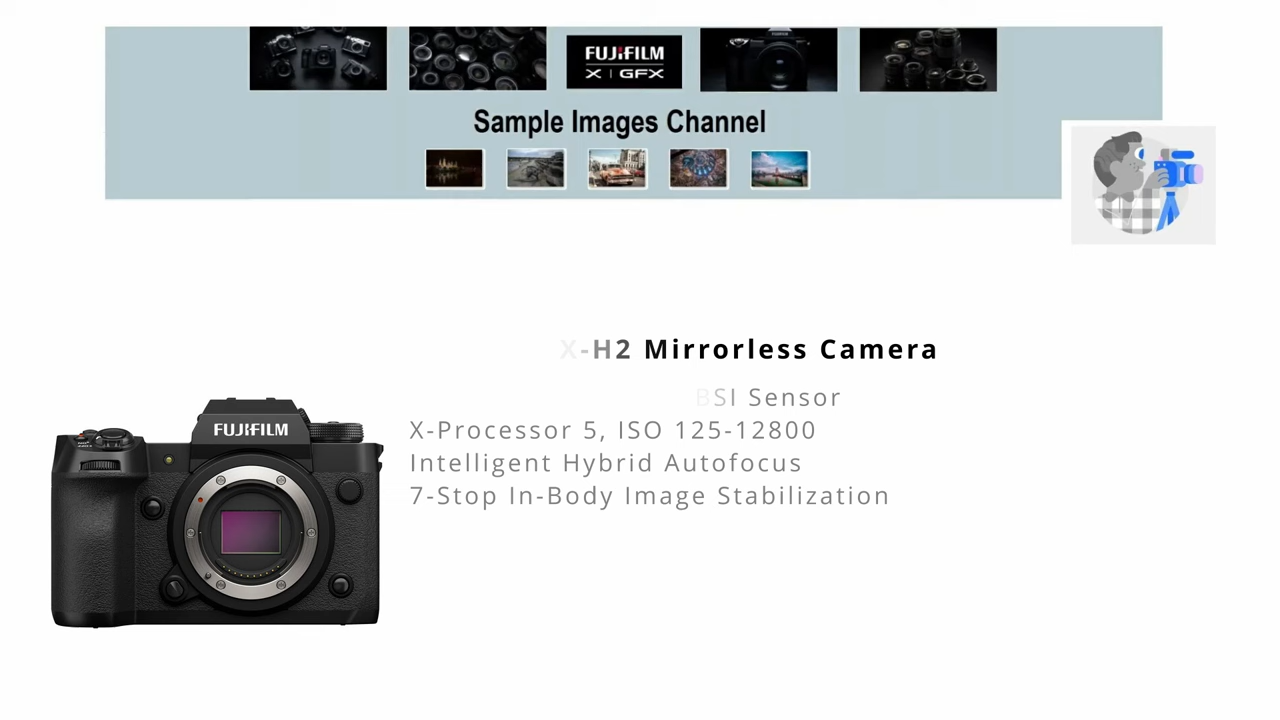 FUJIFILM
X | GFX
Sample Images Channel
X-H2 Mirrorless Camera
BSI Sensor
X-Processor 5, ISO 125-12800
Intelligent Hybrid Autofocus
7-Stop In-Body Image Stabilization
FUJIFILM